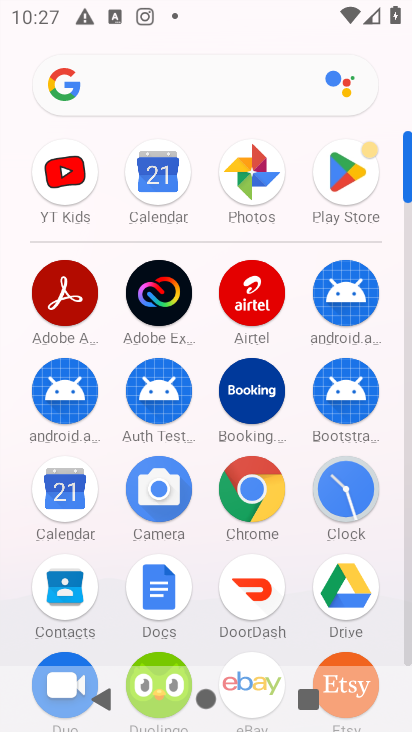 10:27
YT Kids
21
Calendar
Photos
Play Store
Adobe A...
Adobe Ex...
airtel
Airtel
android.a...
android.a...
Auth Test...
Booking
Booking....
Bootstra...
21
Calendar
Camera
Chrome
Clock
Contacts
Docs
DoorDash
Drive
ebay
Etsy
Duo
Duolingo
eBay
Etsy